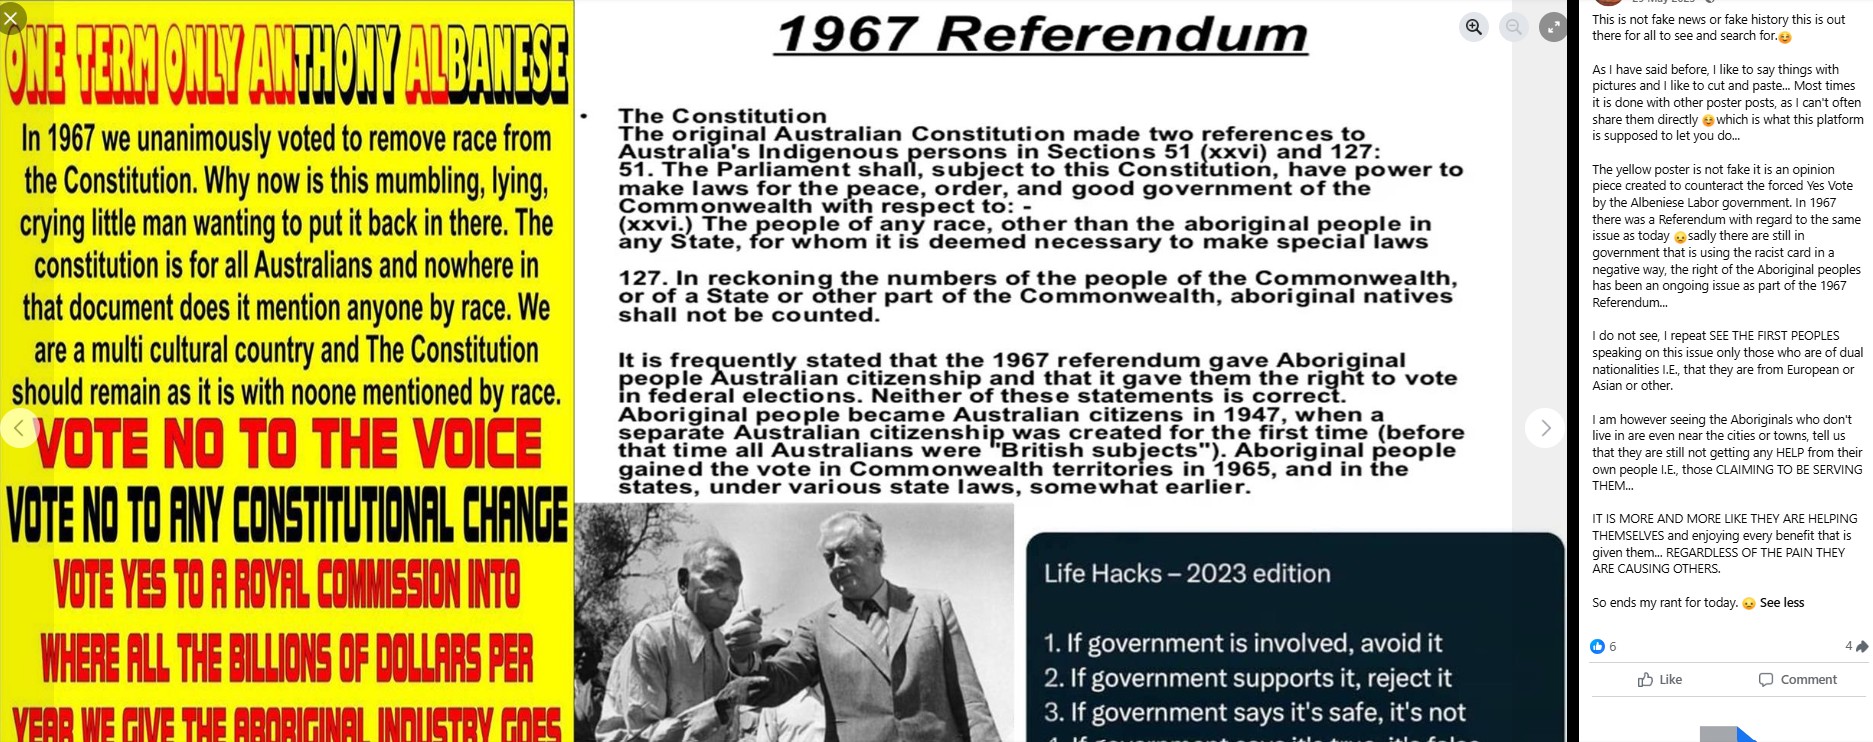 ONE TERM ONLY ANTHONY ALBANESE
In 1967 we unanimously voted to remove race from
the Constitution. Why now is this mumbling, lying,
crying little man wanting to put it back in there. The
constitution is for all Australians and nowhere in
that document does it mention anyone by race. We
are a multi cultural country and The Constitution
should remain as it is with noone mentioned by race.
VOTE NO TO THE VOICE
VOTE NO TO ANY CONSTITUTIONAL CHANGE
VOTE YES TO A ROYAL COMMISSION INTO
WHERE ALL THE BILLIONS OF DOLLARS PER
YEAR WE GIVE THE ABORIGINAL INDUSTRY GOES
1967 Referendum
• The Constitution
The original Australian Constitution made two references to
Australia's Indigenous persons in Sections 51 (xxvi) and 127:
51. The Parliament shall, subject to this Constitution, have power to
make laws for the peace, order, and good government of the
Commonwealth with respect to: -
(xxvi.) The people of any race, other than the aboriginal people in
any State, for whom it is deemed necessary to make special laws
127. In reckoning the numbers of the people of the Commonwealth,
or of a State or other part of the Commonwealth, aboriginal natives
shall not be counted.
It is frequently stated that the 1967 referendum gave Aboriginal
people Australian citizenship and that it gave them the right to vote
in federal elections. Neither of these statements is correct.
Aboriginal people became Australian citizens in 1947, when a
separate Australian citizenship was created for the first time (before
that time all Australians were "British subjects"). Aboriginal people
gained the vote in Commonwealth territories in 1965, and in the
states, under various state laws, somewhat earlier.
Life Hacks – 2023 edition
1. If government is involved, avoid it
2. If government supports it, reject it
3. If government says it's safe, it's not
4. If government says it's true, it's false
This is not fake news or fake history this is out
there for all to see and search for.😊
As I have said before, I like to say things with
pictures and I like to cut and paste... Most times
it is done with other poster posts, as I can't often
share them directly 😊which is what this platform
is supposed to let you do...
The yellow poster is not fake it is an opinion
piece created to counteract the forced Yes Vote
by the Albeniese Labor government. In 1967
there was a Referendum with regard to the same
issue as today 😞sadly there are still in
government that is using the racist card in a
negative way, the right of the Aboriginal peoples
has been an ongoing issue as part of the 1967
Referendum...
I do not see, I repeat SEE THE FIRST PEOPLES
speaking on this issue only those who are of dual
nationalities I.E., that they are from European or
Asian or other.
I am however seeing the Aboriginals who don't
live in are even near the cities or towns, tell us
that they are still not getting any HELP from their
own people I.E., those CLAIMING TO BE SERVING
THEM...
IT IS MORE AND MORE LIKE THEY ARE HELPING
THEMSELVES and enjoying every benefit that is
given them... REGARDLESS OF THE PAIN THEY
ARE CAUSING OTHERS.
So ends my rant for today. 😞 See less
6 4
Like Comment